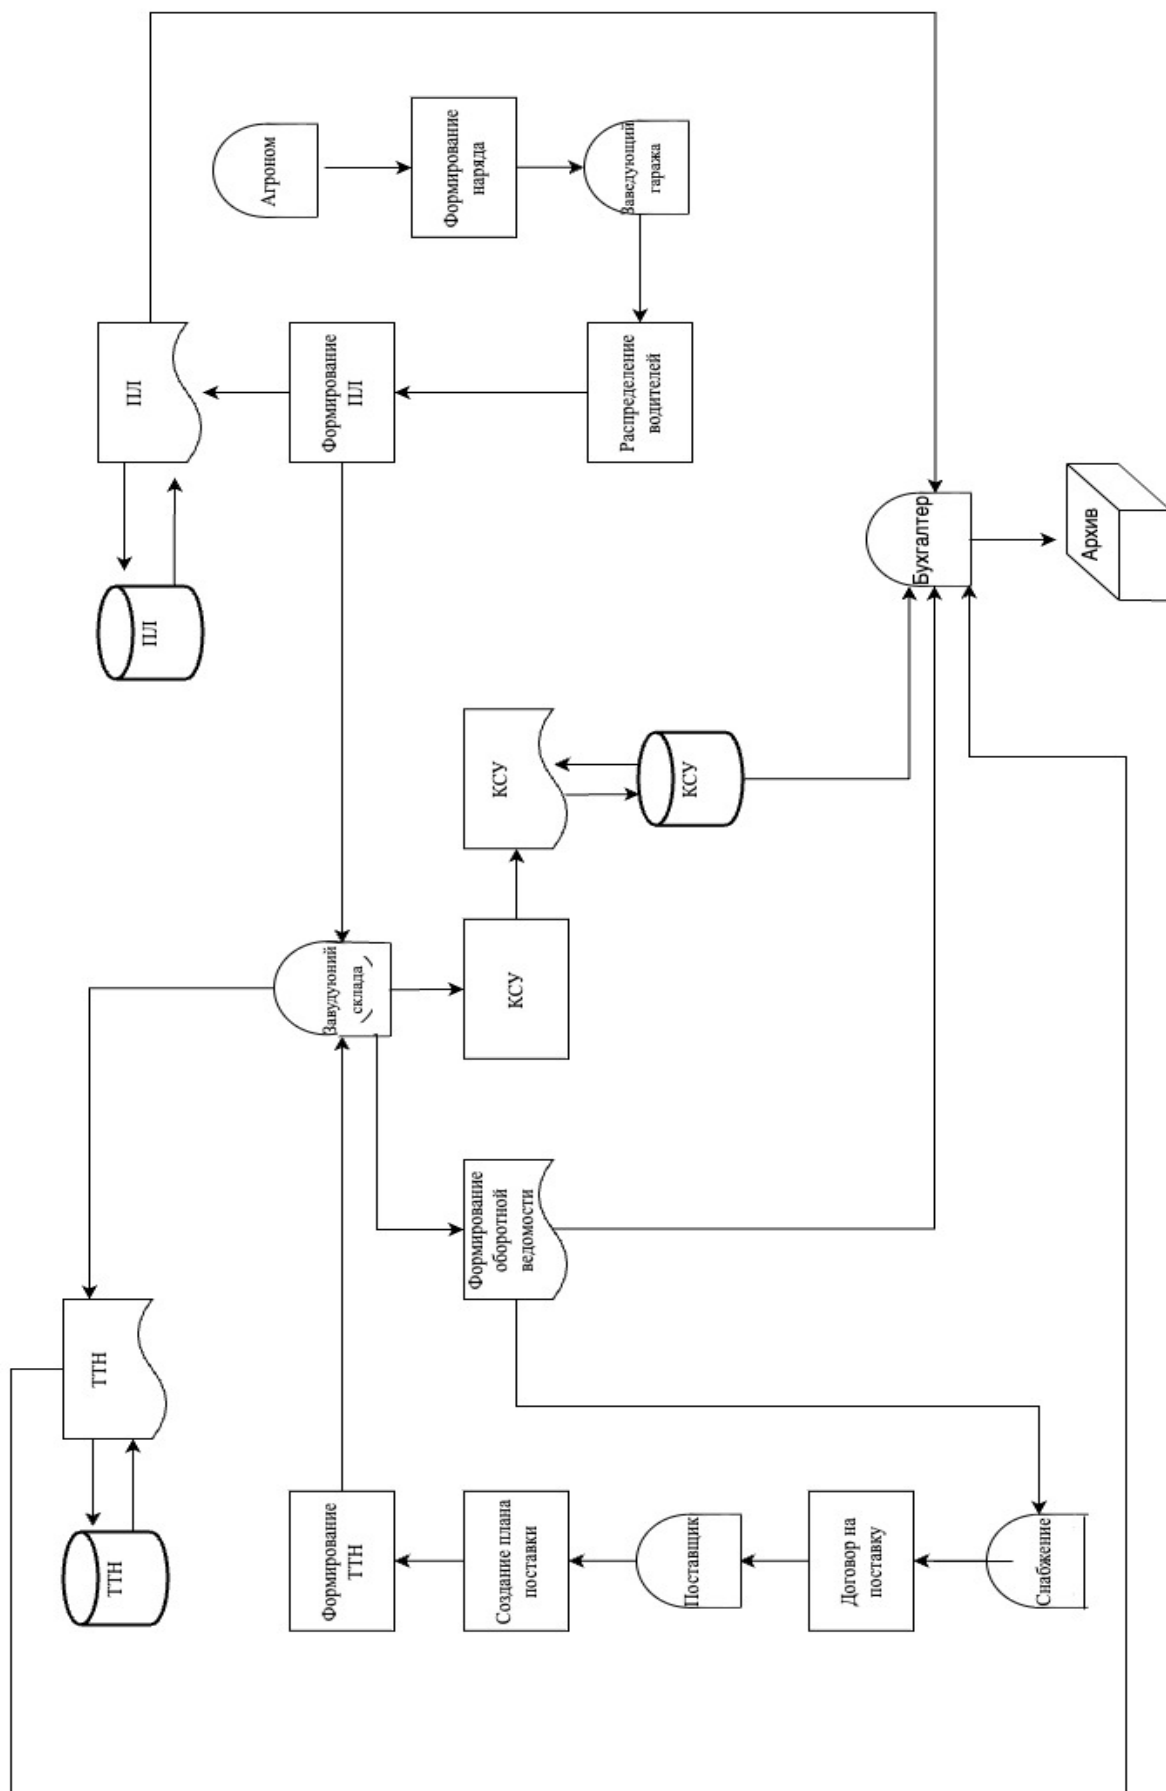 ТТН
ТТН
ПЛ
ПЛ
Агроном
Формирование
ТТН
Завудуюний
склада
Формирование
ПЛ
Формирование
наряда
Создание плана
поставки
Формирование
оборотной
ведомости
КСУ
КСУ
Заведующий
гаража
Поставщик
КСУ
Распределение
водителей
Договор на
поставку
Бухгалтер
Снабжение
Архив